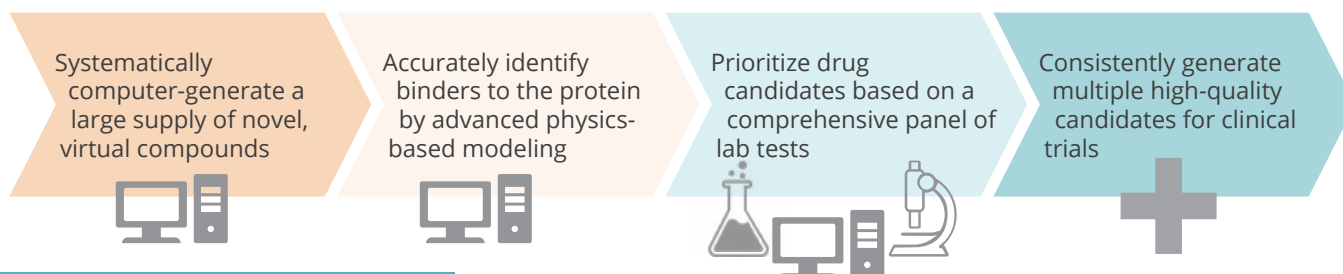 Systematically
computer-generate a
large supply of novel,
virtual compounds
Accurately identify
binders to the protein
by advanced physics-
based modeling
Prioritize drug
candidates based on a
comprehensive panel of
lab tests
Consistently generate
multiple high-quality
candidates for clinical
trials